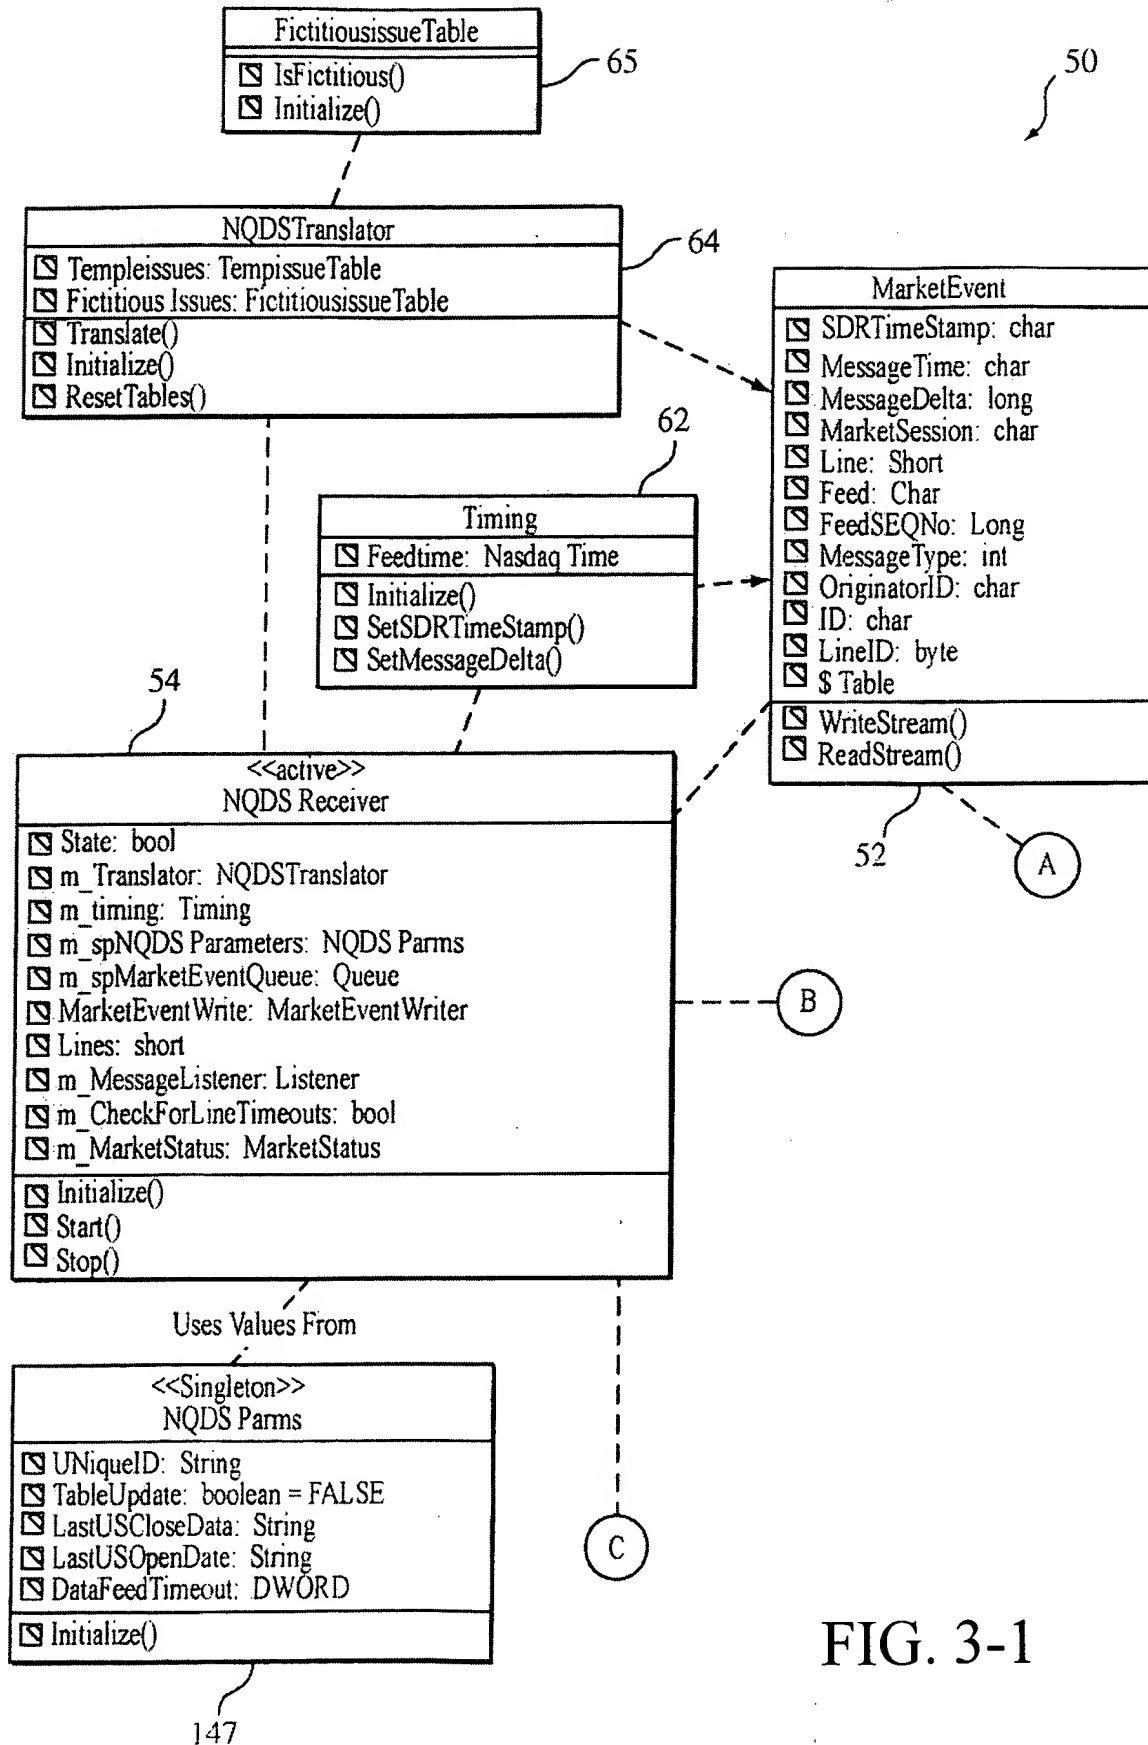 FictitiousissueTable
IsFictitious()
Initialize()
65
50
NQDSTranslator
Templeissues: TempissueTable
Fictitious Issues: FictitiousissueTable
Translate()
Initialize()
ResetTables()
64
MarketEvent
SDRTimeStamp: char
MessageTime: char
MessageDelta: long
MarketSession: char
Line: Short
Feed: Char
FeedSEQNo: Long
MessageType: int
OriginatorID: char
ID: char
LineID: byte
$ Table
WriteStream()
ReadStream()
52
A
62
Timing
Feedtime: Nasdaq Time
Initialize()
SetSDRTimeStamp()
SetMessageDelta()
54
<<active>>
NQDS Receiver
State: bool
m_Translator: NQDSTranslator
m_timing: Timing
m_spNQDS Parameters: NQDS Parms
m_spMarketEventQueue: Queue
MarketEventWrite: MarketEventWriter
Lines: short
m_MessageListener: Listener
m_CheckForLineTimeouts: bool
m_MarketStatus: MarketStatus
Initialize()
Start()
Stop()
B
Uses Values From
<<Singleton>>
NQDS Parms
UNiqueID: String
TableUpdate: boolean = FALSE
LastUSCloseData: String
LastUSOpenDate: String
DataFeedTimeout: DWORD
Initialize()
147
C
FIG. 3-1